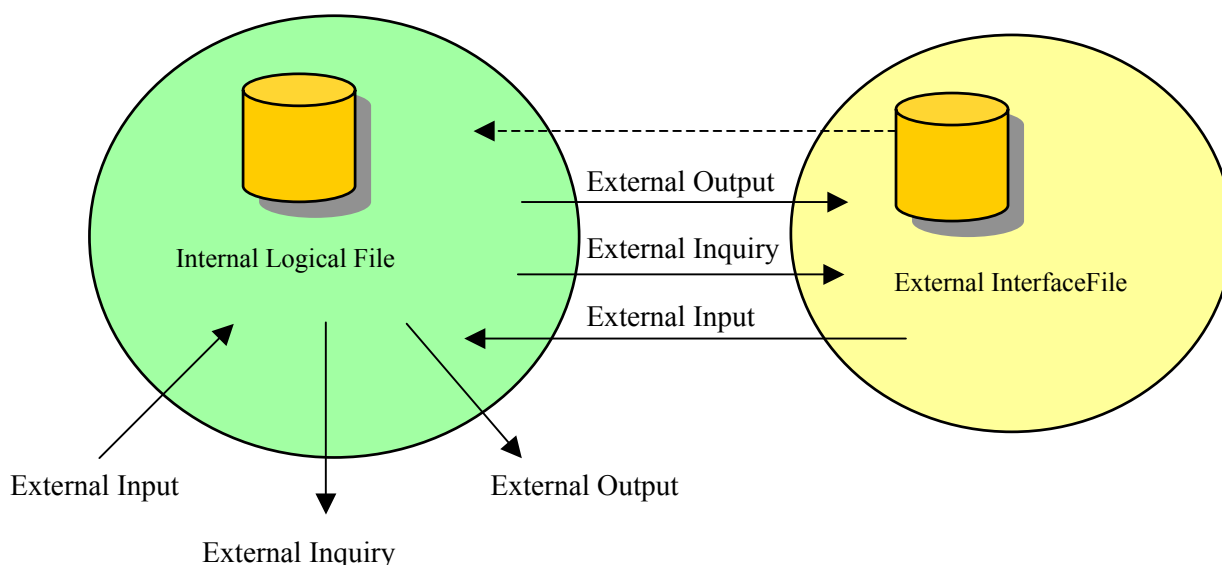 External Output
Internal Logical File
External Inquiry
External InterfaceFile
External Input
External Input
External Output
External Inquiry